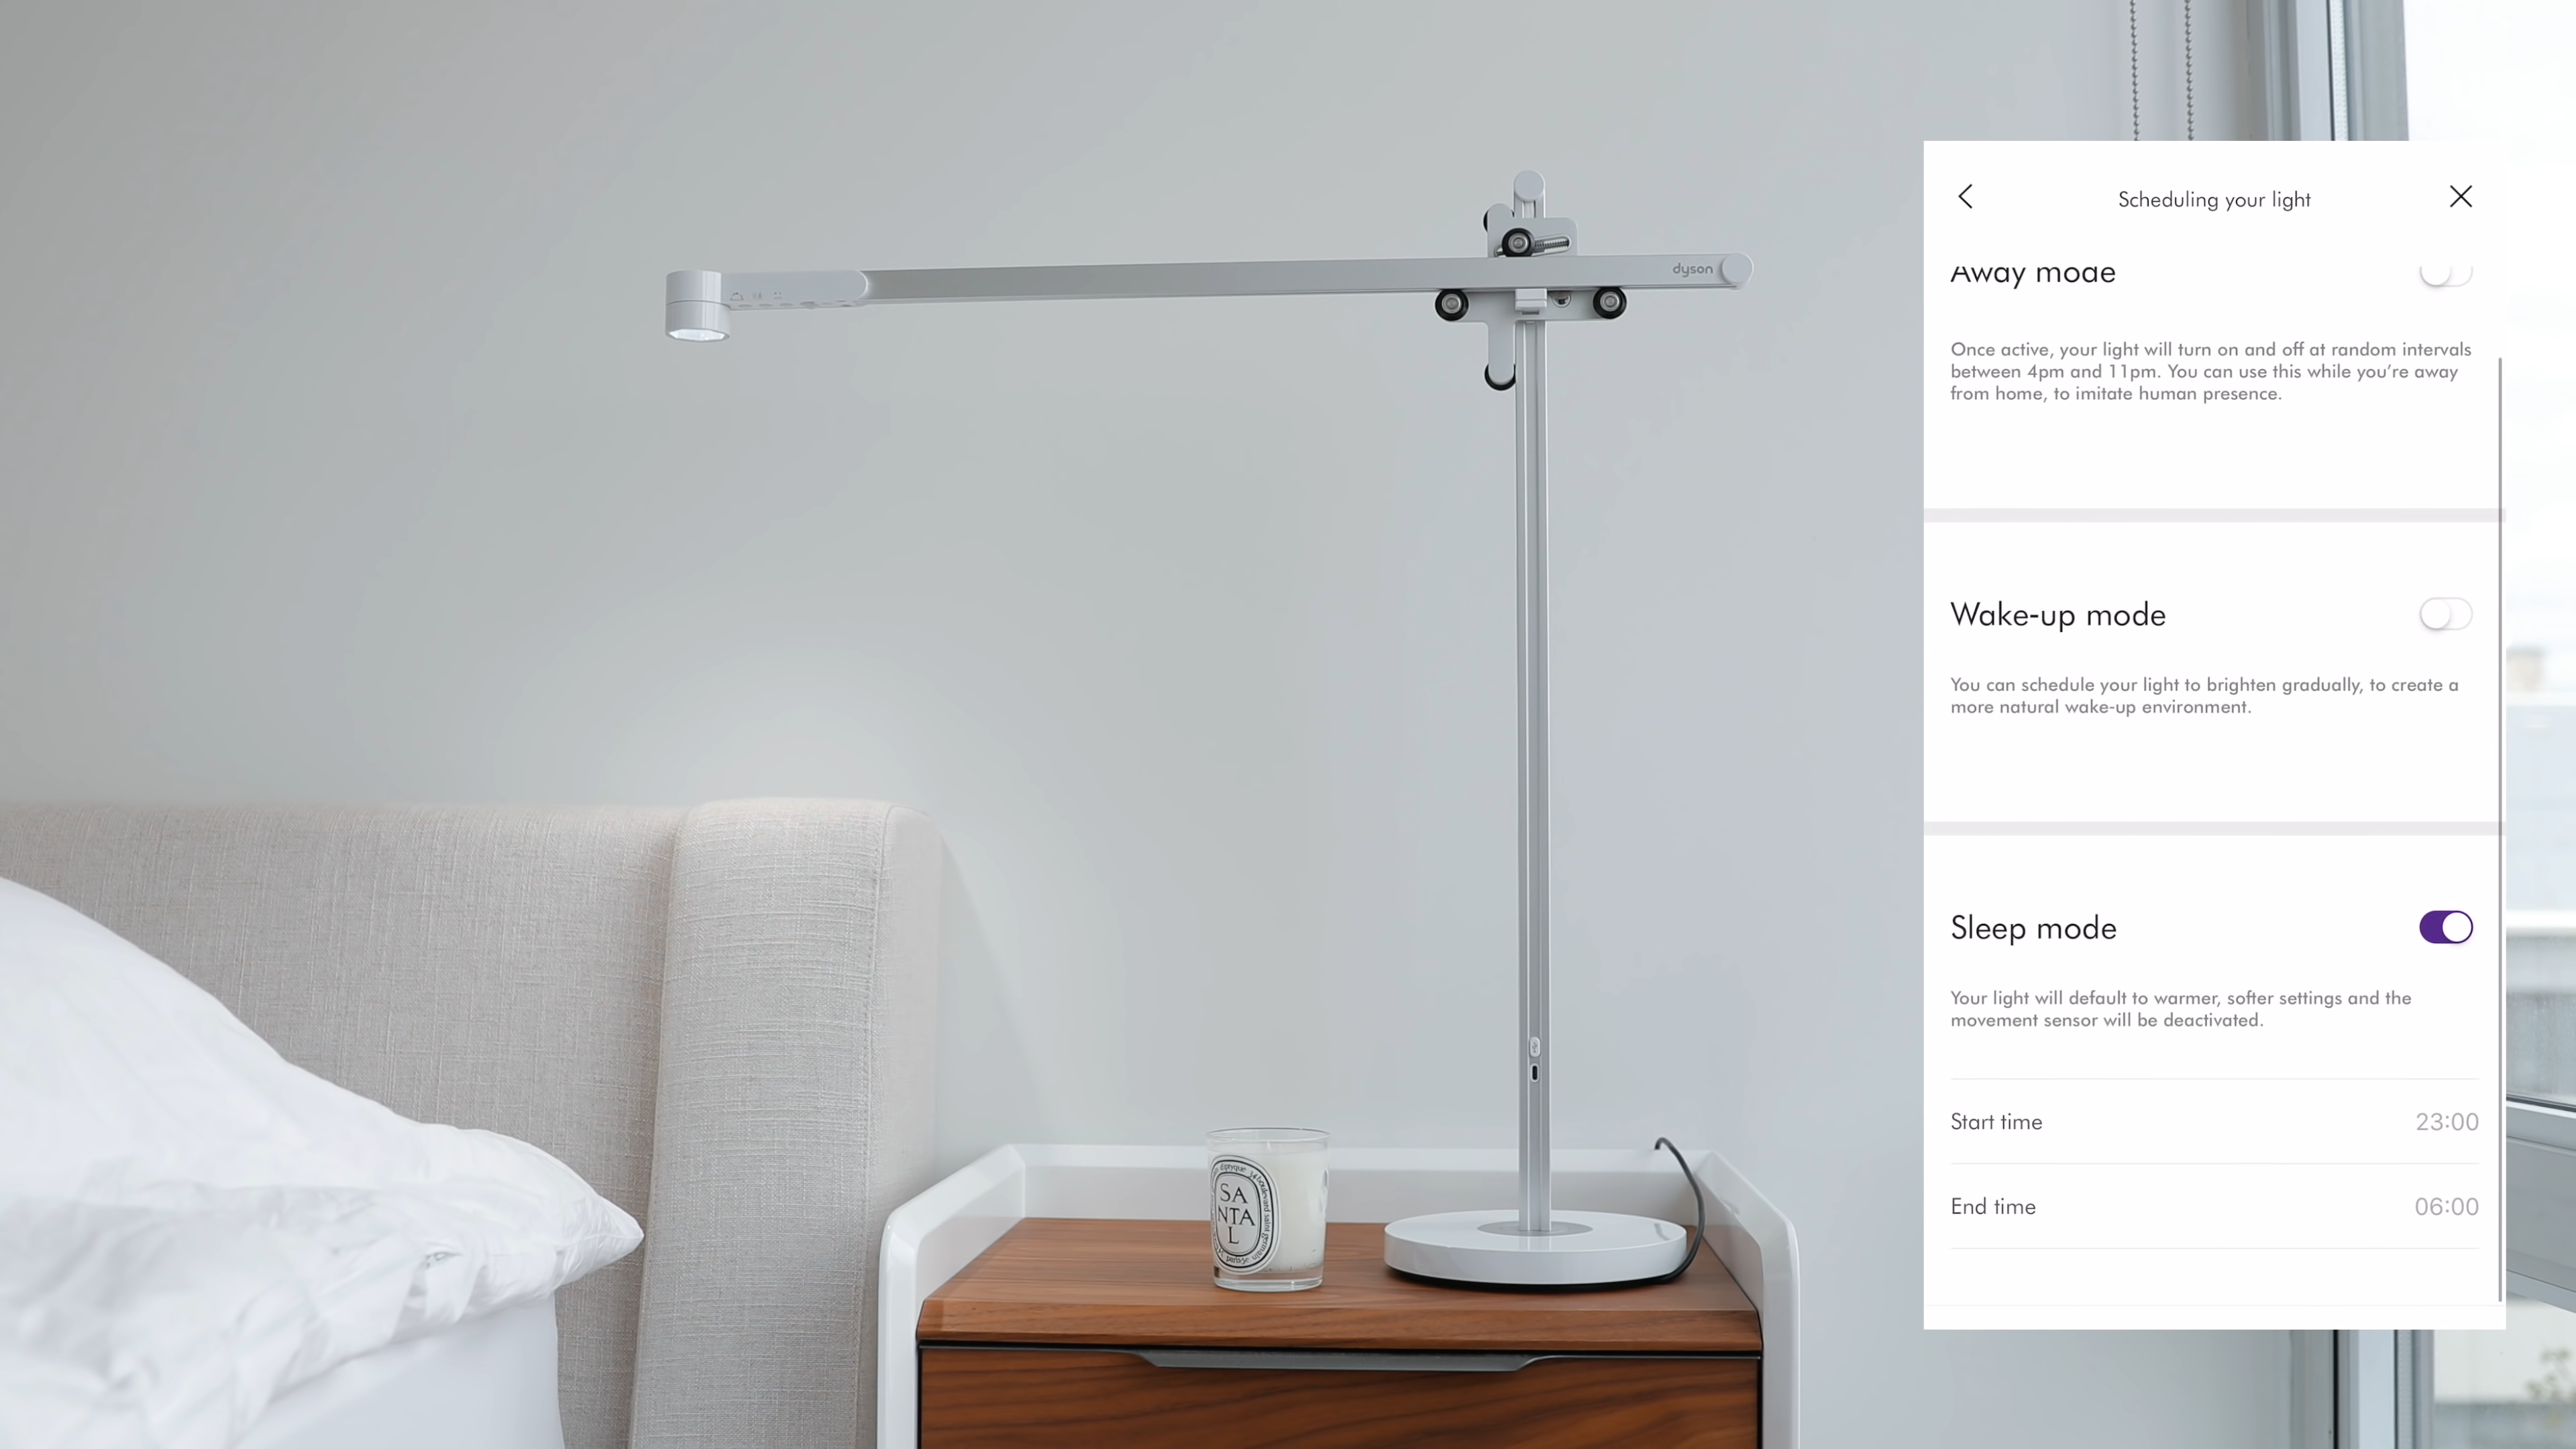 Scheduling your light
Away mode
Once active, your light will turn on and off at random intervals
between 4pm and 11pm. You can use this while you're away
from home, to imitate human presence.
Wake-up mode
You can schedule your light to brighten gradually, to create a
more natural wake-up environment.
Sleep mode
Your light will default to warmer, softer settings and the
movement sensor will be deactivated.
Start time 23:00
End time 06:00
dyson
diptyque 34 boulevard saint germain
SA
NTA
L